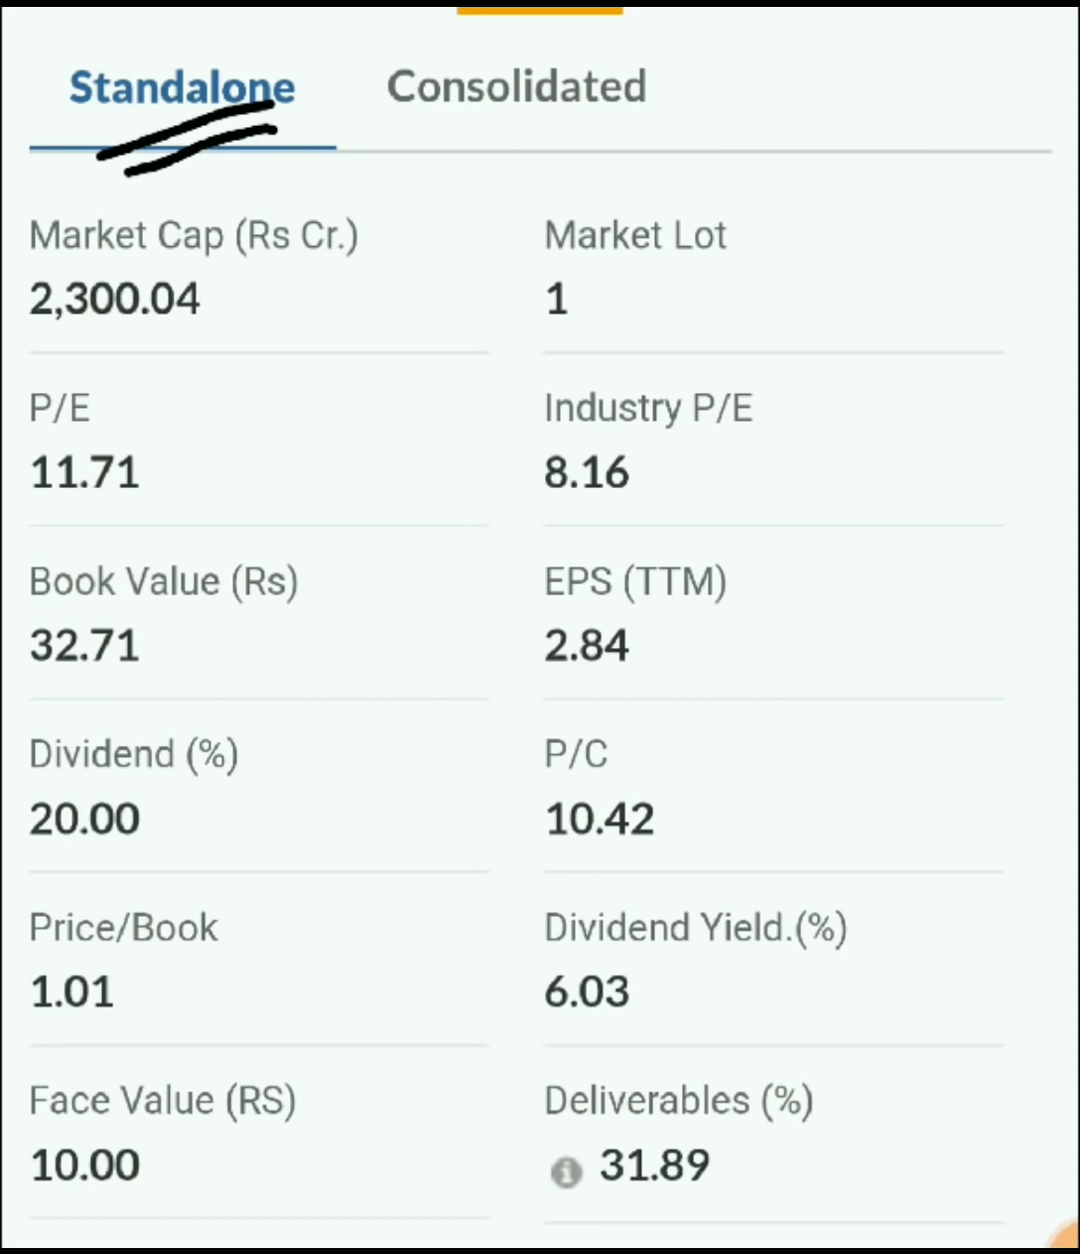 Standalone Consolidated
Market Cap (Rs Cr.) Market Lot
2,300.04 1
P/E Industry P/E
11.71 8.16
Book Value (Rs) EPS (TTM)
32.71 2.84
Dividend (%) P/C
20.00 10.42
Price/Book Dividend Yield.(%)
1.01 6.03
Face Value (RS) Deliverables (%)
10.00 31.89